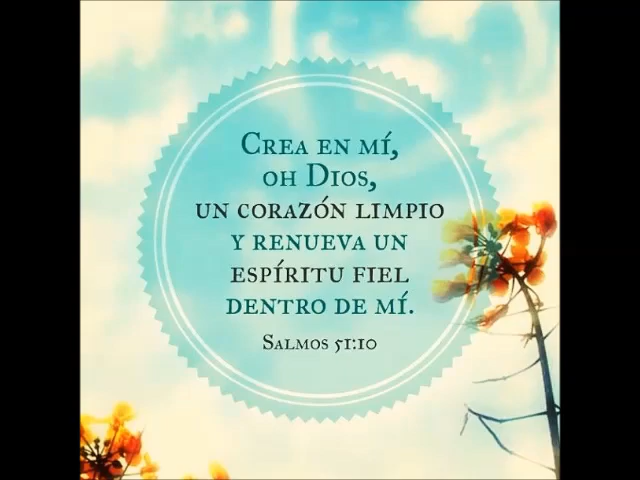 Crea en mí,
oh Dios,
un corazón limpio
y renueva un
espíritu fiel
dentro de mí.
Salmos 51:10